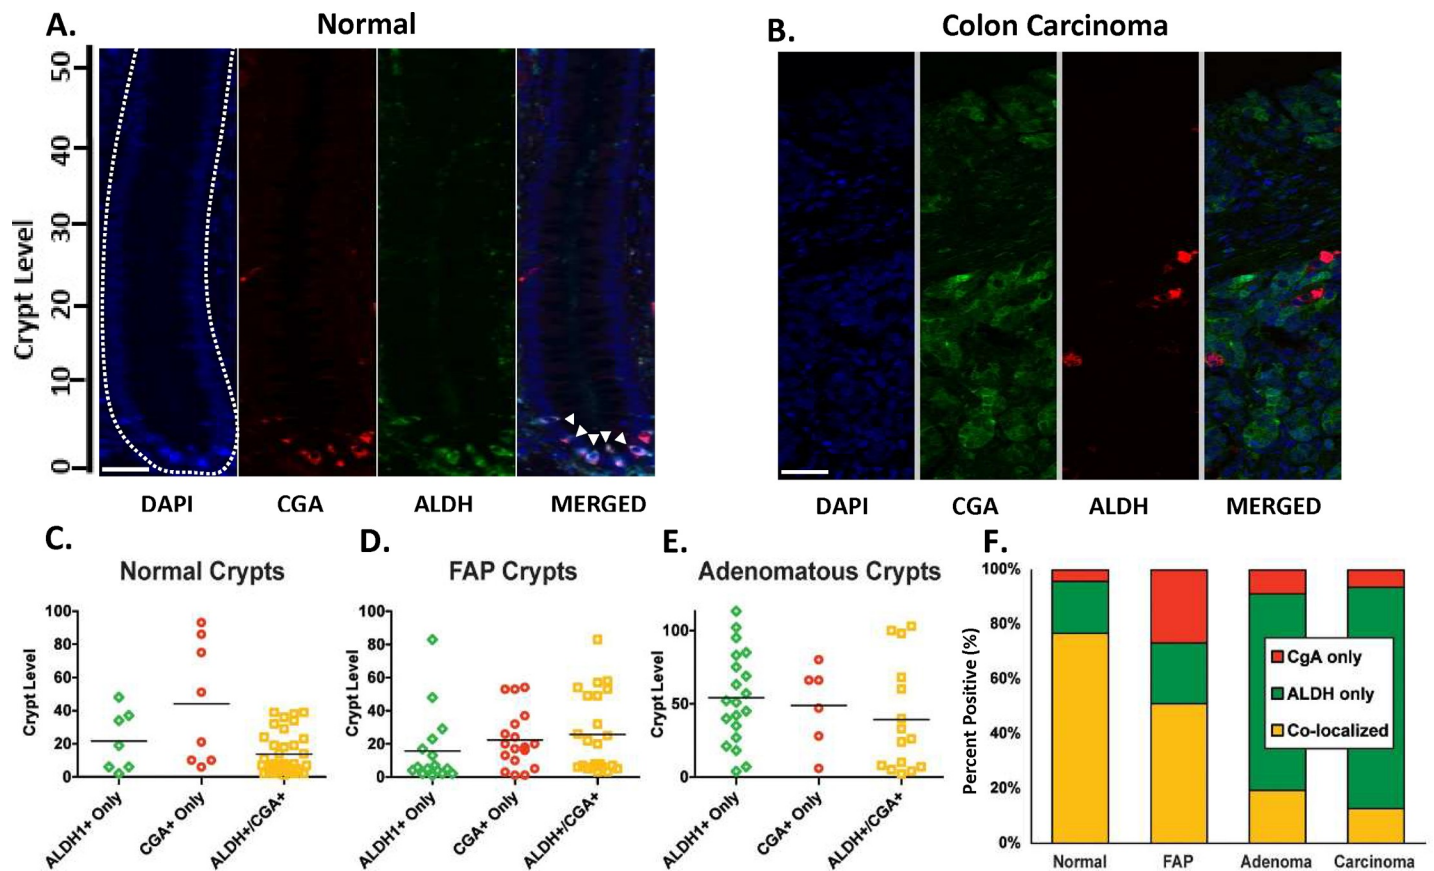 A. Normal
B. Colon Carcinoma
Crypt Level
50
40
30
20
10
0
DAPI CGA ALDH MERGED
DAPI CGA ALDH MERGED
C. Normal Crypts
Crypt Level
100
80
60
40
20
0
ALDH1+ Only
CGA+ Only
ALDH+/CGA+
D. FAP Crypts
Crypt Level
100
80
60
40
20
0
ALDH1+ Only
CGA+ Only
ALDH+/CGA+
E. Adenomatous Crypts
Crypt Level
100
50
0
ALDH1+ Only
CGA+ Only
ALDH+/CGA+
F.
Percent Positive (%)
100%
80%
60%
40%
20%
0%
CgA only
ALDH only
Co-localized
Normal FAP Adenoma Carcinoma